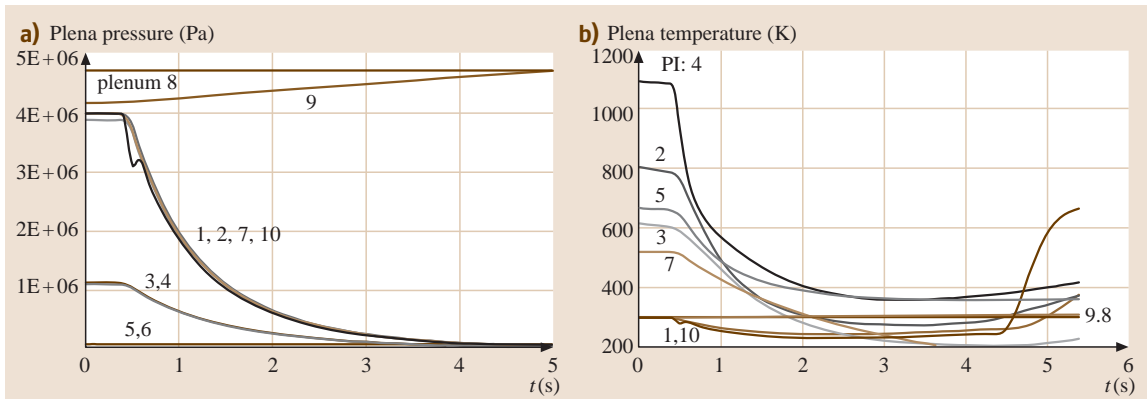 a) Plena pressure (Pa)
5E+06
4E+06
3E+06
2E+06
1E+06
plenum 8
9
1, 2, 7, 10
3,4
5,6
0 1 2 3 4 5
t (s)
b) Plena temperature (K)
1200
1000
800
600
400
200
PI: 4
2
5
3
7
1,10
9.8
0 1 2 3 4 5 6
t (s)